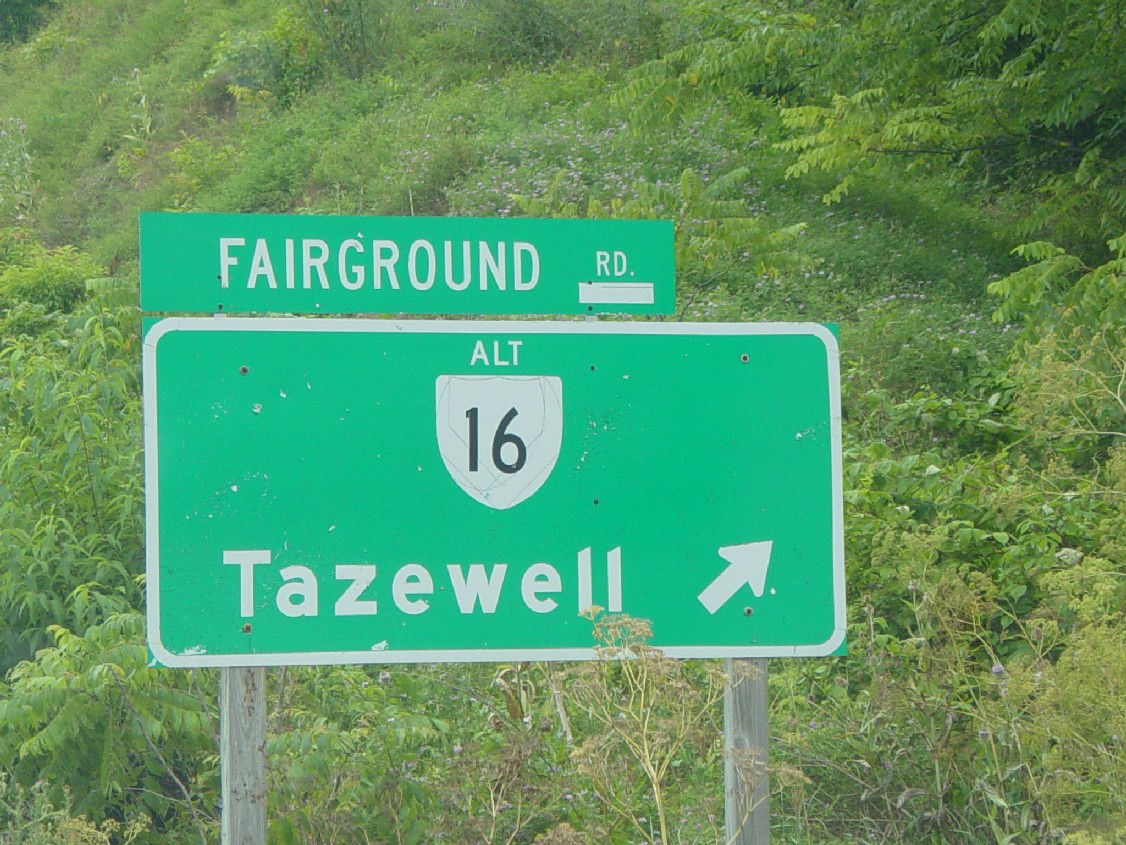 FAIRGROUND RD.
ALT
16
Tazewell